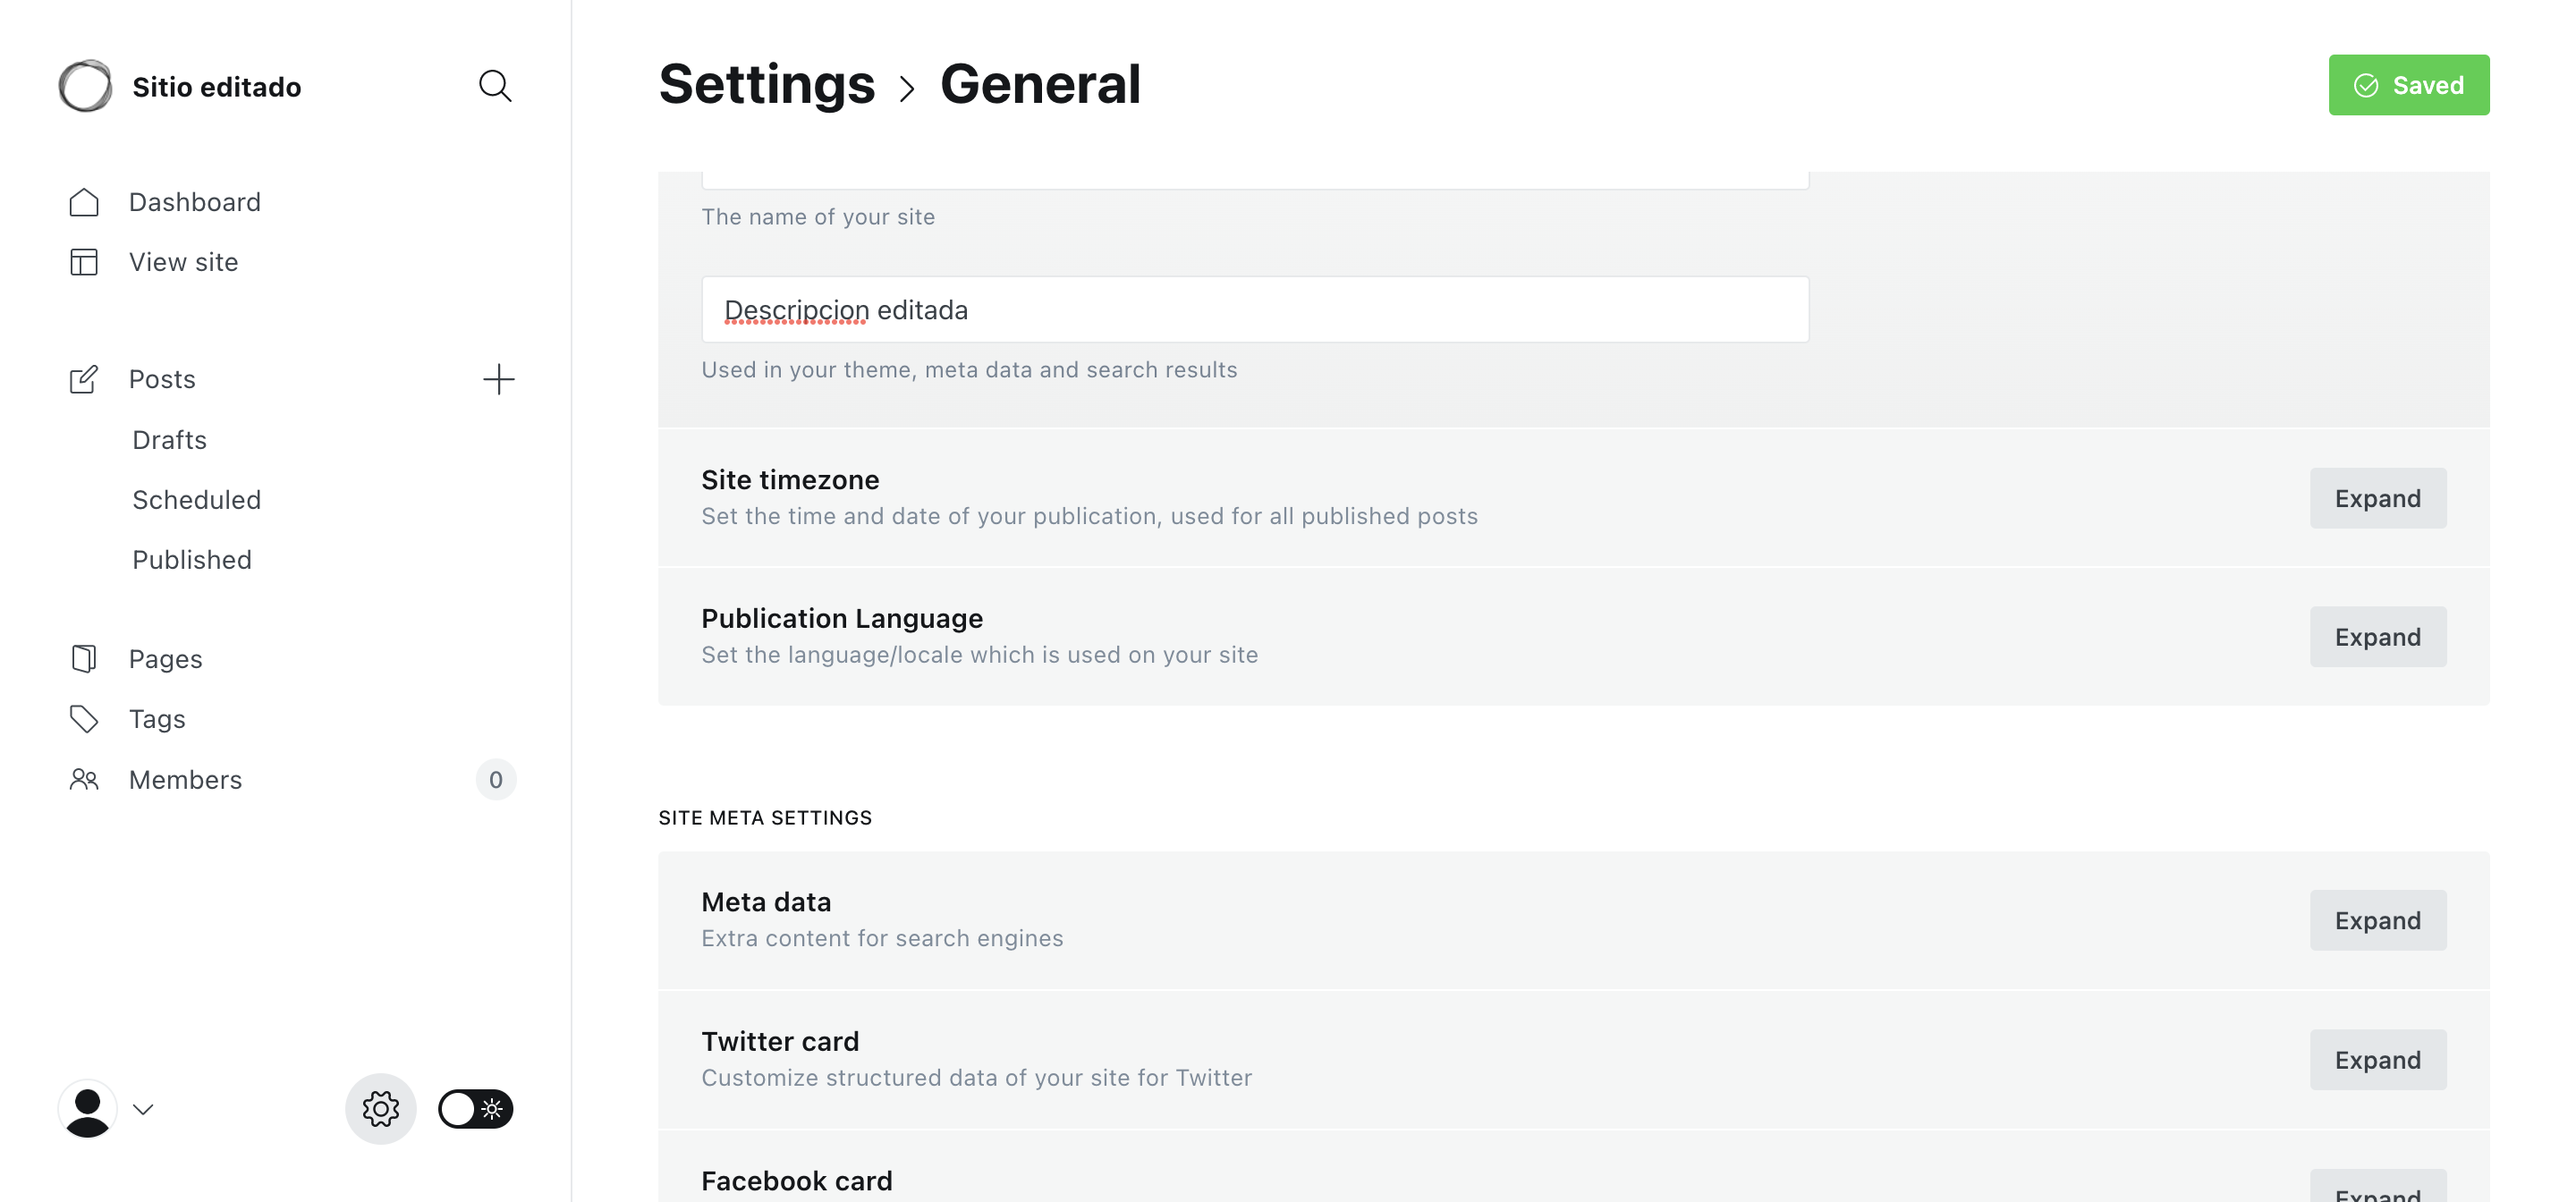 Sitio editado
Dashboard
View site
Posts
Drafts
Scheduled
Published
Pages
Tags
Members
0
Settings > General
Saved
The name of your site
Descripcion editada
Used in your theme, meta data and search results
Site timezone
Set the time and date of your publication, used for all published posts
Expand
Publication Language
Set the language/locale which is used on your site
Expand
SITE META SETTINGS
Meta data
Extra content for search engines
Expand
Twitter card
Customize structured data of your site for Twitter
Expand
Facebook card
Expand